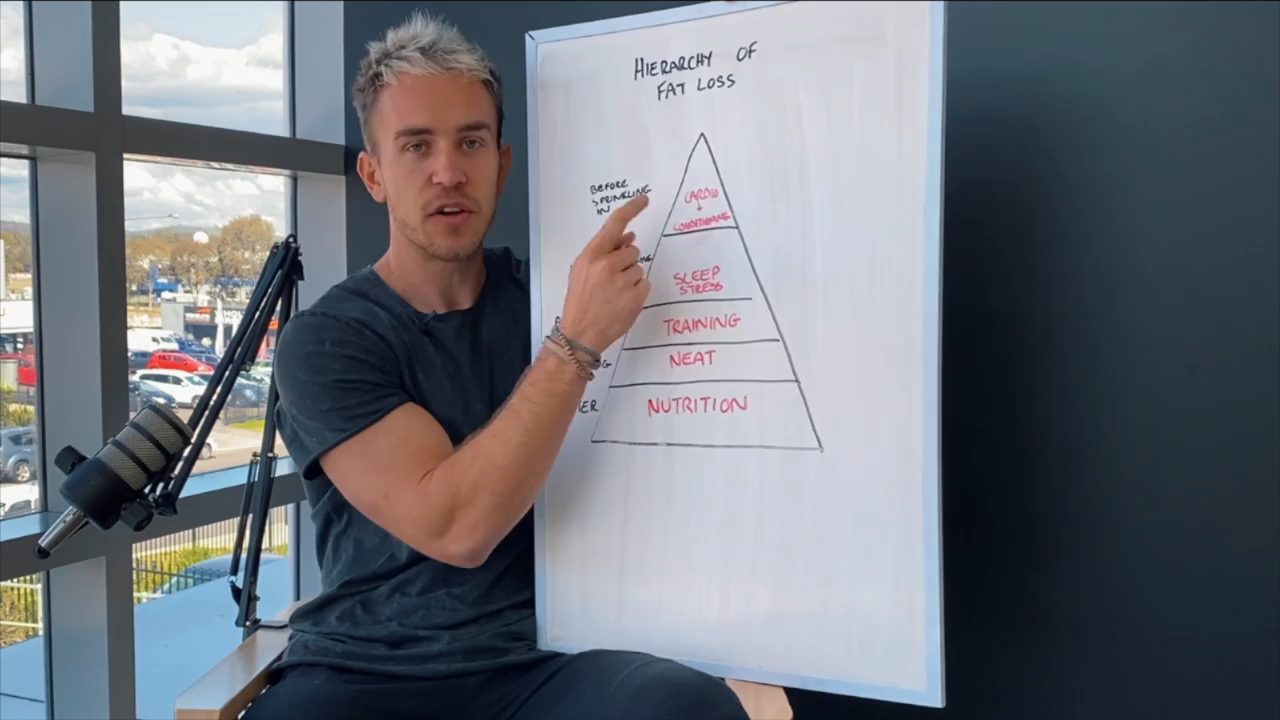 HIERARCHY OF
FAT LOSS
BEFORE
SPRINKLING
IN
CARDIO
+
CONDITIONING
SLEEP
STRESS
TRAINING
NEAT
NUTRITION